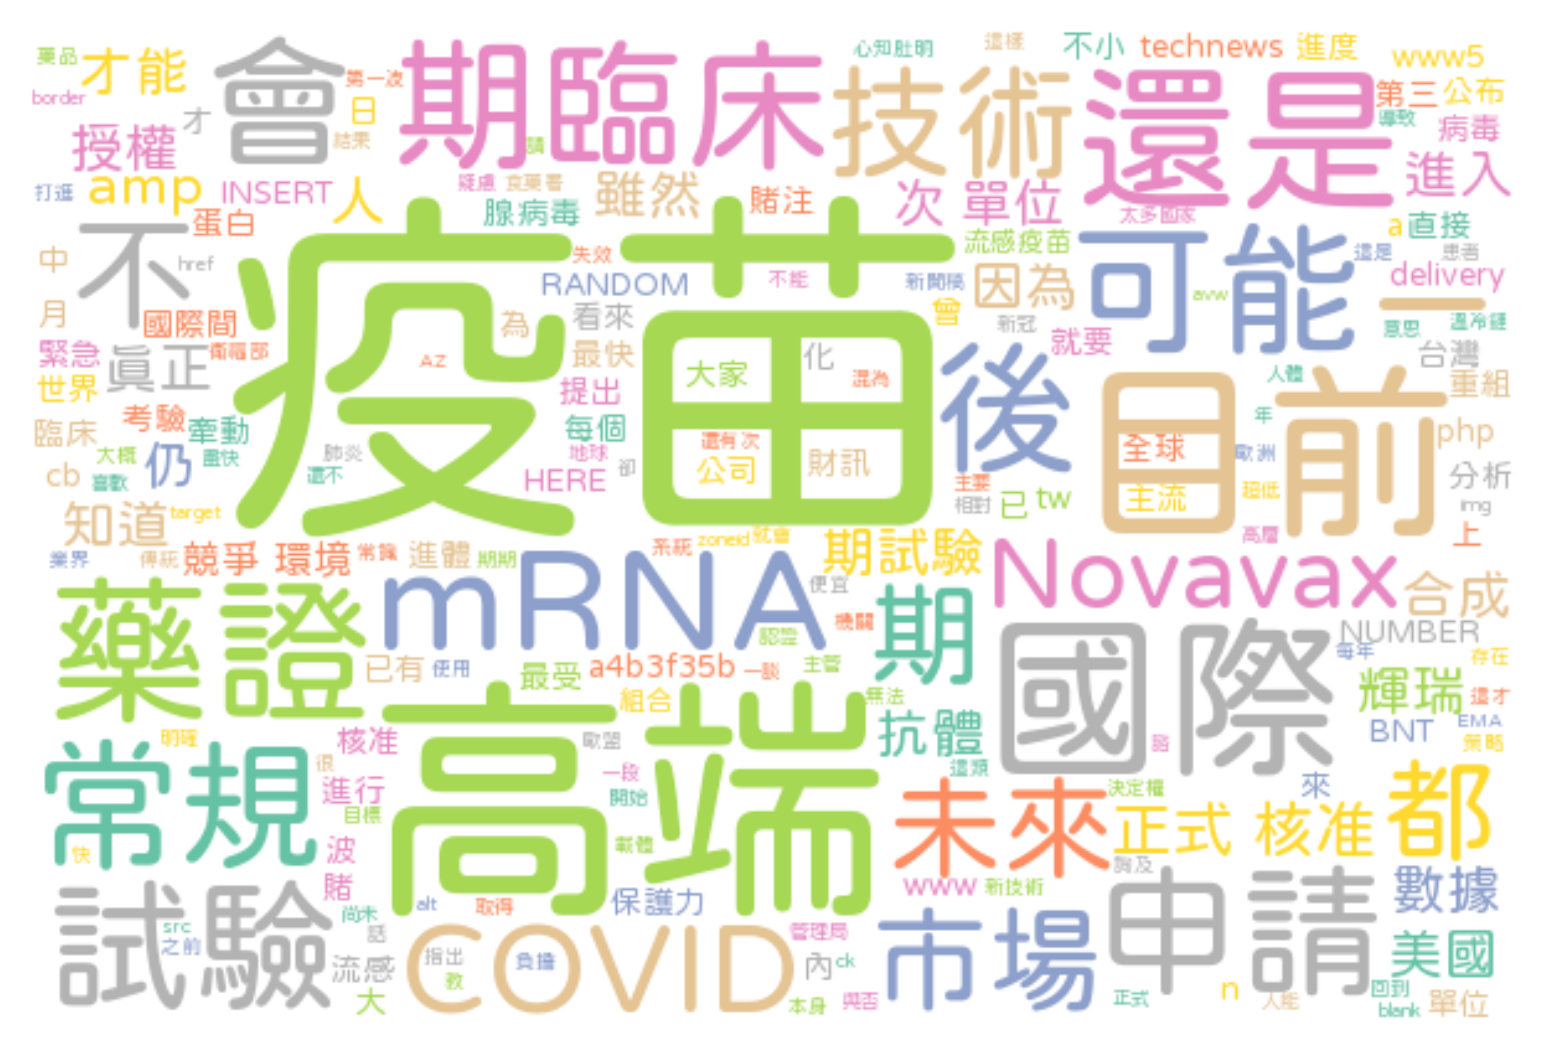 藥品
才能
border
授權
才
會
第一波
日
結果
期臨床
請
技術
心知肚明
這樣
不小
technews
進度
www5
還是
第三
公布
導致
病毒
進入
打進
amp
INSERT
人
疑慮
食藥署
腺病毒
雖然
賭注
次
單位
太多國家
a
直接
不
蛋白
href
中
月
國際間
疫苗
失效
RANDOM
不能
新聞稿
流感疫苗
因為
可能
這是
患者
delivery
一
意思
溫冷鏈
avw
曾
新冠
就要
台灣
緊急
衛福部
真正
世界
為
看來
最快
AZ
提出
大家
化
混為
後
目前
人體
重組
年
考驗
牽動
臨床
大概
仍
盡快
cb
喜歡
肺炎
還不
每個
地球
卻
HERE
還有
次
公司
財訊
主要
相對
已
tw
全球
主流
歐洲
超低
php
分析
img
上
高層
知道
target
業界
傳統
競爭
環境
常識
進體
期期
系統
zoneid
就會
期試驗
mRNA
便宜
機關
認證
Novavax
合成
NUMBER
藥證
期
國際
每年
存在
已有
使用
最受
a4b3f35b
一談
主管
無法
輝瑞
這才
BNT
EMA
策略
組合
高端
抗體
這類
明確
核准
歐盟
常規
很
進行
目標
一段
開始
載體
未來
決定權
正式
核准
來
都
快
波
賭
詢及
試驗
src
之前
尚未
話
流感
大
alt
取得
保護力
www
新技術
COVID
指出
教
負擔
管理局
內
ck
本身
與否
市場
申請
正式
n
人能
數據
美國
回到
blank
單位